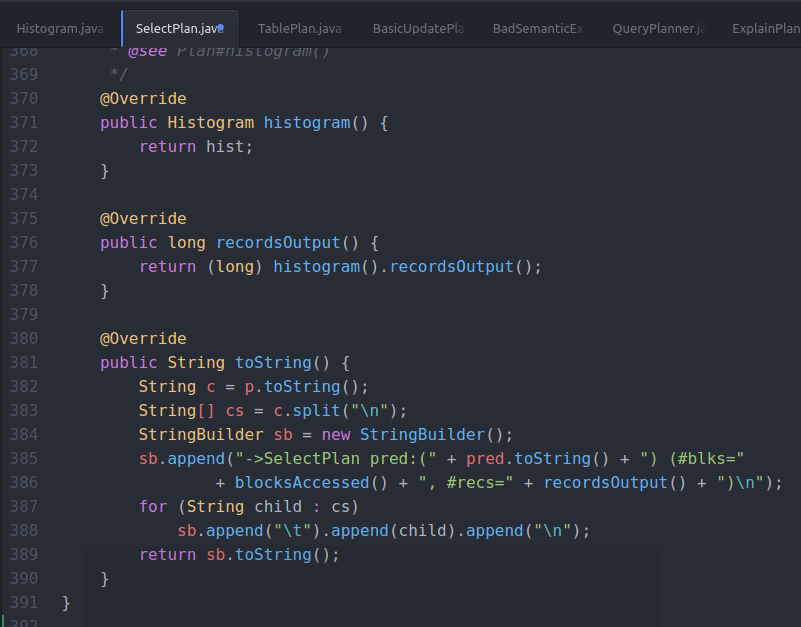 Histogram.java
SelectPlan.java
TablePlan.java
BasicUpdatePla
BadSemanticEx
QueryPlanner.ja
ExplainPlan
368 * @see Plan#histogram()
369 */
370 @Override
371 public Histogram histogram() {
372 return hist;
373 }
374
375 @Override
376 public long recordsOutput() {
377 return (long) histogram().recordsOutput();
378 }
379
380 @Override
381 public String toString() {
382 String c = p.toString();
383 String[] cs = c.split("\n");
384 StringBuilder sb = new StringBuilder();
385 sb.append("->SelectPlan pred:(" + pred.toString() + ") (#blks="
386 + blocksAccessed() + ", #recs=" + recordsOutput() + ")\n");
387 for (String child : cs)
388 sb.append("\t").append(child).append("\n");
389 return sb.toString();
390 }
391 }
392